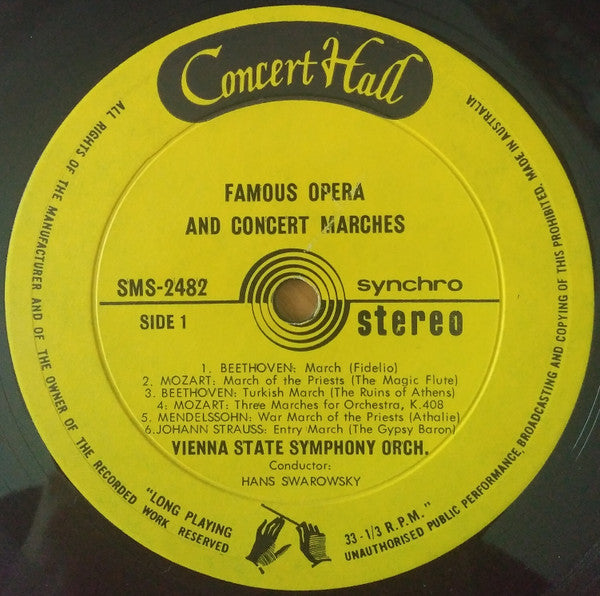 Concert Hall
FAMOUS OPERA
AND CONCERT MARCHES
SMS-2482
synchro
SIDE 1
stereo
1. BEETHOVEN: March (Fidelio)
2. MOZART: March of the Priests (The Magic Flute)
3. BEETHOVEN: Turkish March (The Ruins of Athens)
4: MOZART: Three Marches for Orchestra, K.408
5. MENDELSSOHN: War March of the Priests (Athalie)
6.JOHANN STRAUSS: Entry March (The Gypsy Baron)
VIENNA STATE SYMPHONY ORCH.
Conductor:
HANS SWAROWSKY
"LONG PLAYING
33-1/3 R.P.M."
ALL RIGHTS OF THE MANUFACTURER AND OF THE OWNER OF THE RECORDED WORK RESERVED
UNAUTHORISED PUBLIC PERFORMANCE, BROADCASTING AND COPYING OF THIS PROHIBITED. MADE IN AUSTRALIA